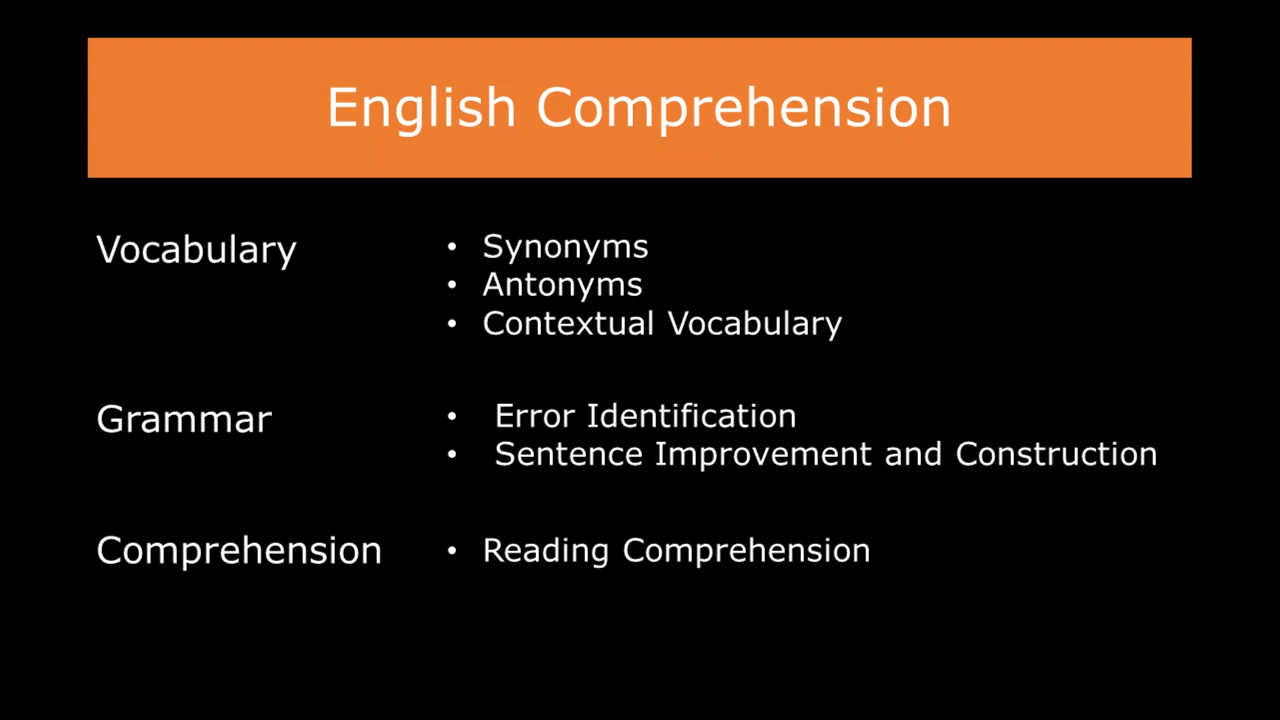 English Comprehension
Vocabulary
• Synonyms
• Antonyms
• Contextual Vocabulary
Grammar
• Error Identification
• Sentence Improvement and Construction
Comprehension
• Reading Comprehension